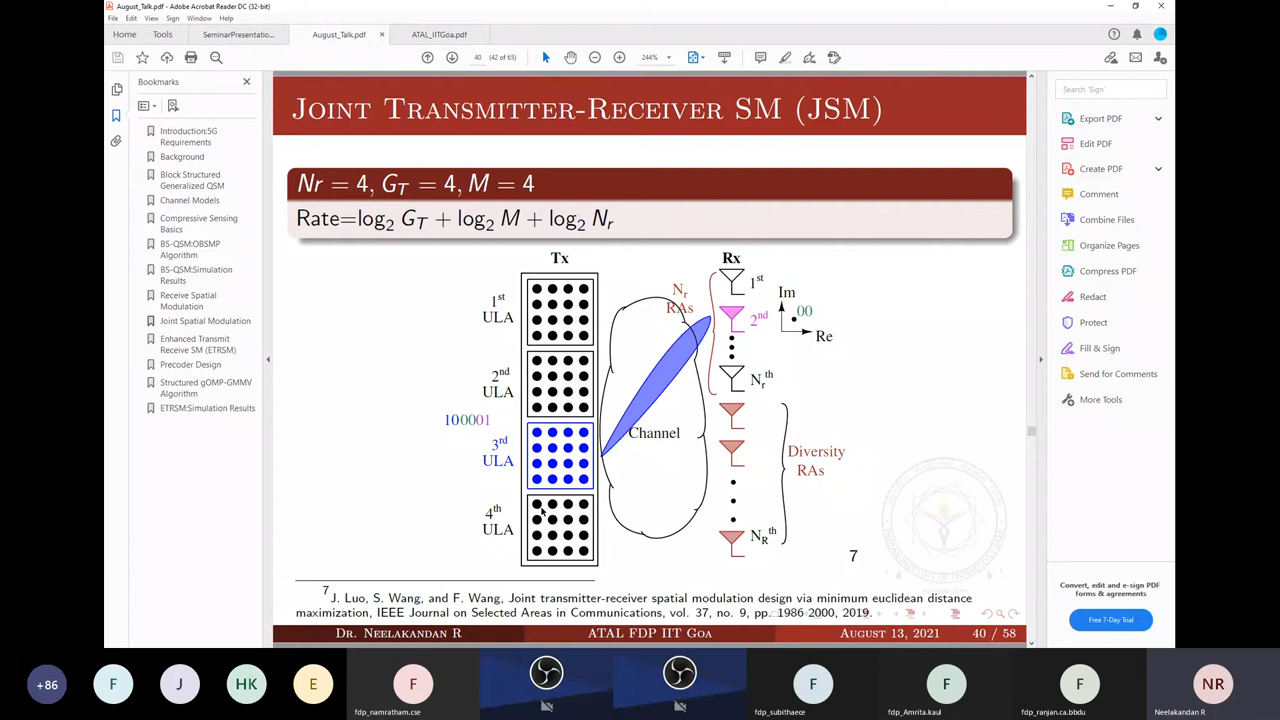 August_Talk.pdf - Adobe Acrobat Reader DC (32-bit)
File Edit View Sign Window Help
Home Tools SeminarPresentatio... August_Talk.pdf × ATAL_IITGoa.pdf
40 (42 of 65) 244%
Bookmarks
Introduction:5G
Requirements
Background
Block Structured
Generalized QSM
Channel Models
Compressive Sensing
Basics
BS-QSM:OBSMP
Algorithm
BS-QSM:Simulation
Results
Receive Spatial
Modulation
Joint Spatial Modulation
Enhanced Transmit
Receive SM (ETRSM)
Precoder Design
Structured gOMP-GMMV
Algorithm
ETRSM:Simulation Results
JOINT TRANSMITTER-RECEIVER SM (JSM)
Nr = 4, G_T = 4, M = 4
Rate=log₂ G_T + log₂ M + log₂ N_r
Tx
Rx
1st
ULA
2nd
ULA
100001
3rd
ULA
4th
ULA
Channel
N_r
RAs
1st
2nd
N_r th
Im
00
Re
Diversity
RAs
N_R th
7
7 J. Luo, S. Wang, and F. Wang, Joint transmitter-receiver spatial modulation design via minimum euclidean distance
maximization, IEEE Journal on Selected Areas in Communications, vol. 37, no. 9, pp. 1986-2000, 2019.
DR. NEELAKANDAN R ATAL FDP IIT GOA AUGUST 13, 2021 40 / 58
Search 'Sign'
Export PDF
Edit PDF
Create PDF
Comment
Combine Files
Organize Pages
Compress PDF
Redact
Protect
Fill & Sign
Send for Comments
More Tools
Convert, edit and e-sign PDF
forms & agreements
Free 7-Day Trial
+86 F J HK E F F F F NR
fdp_namratham.cse fdp_subithaece fdp_Amrita.kaul fdp_ranjan.ca.bbdu Neelakandan R